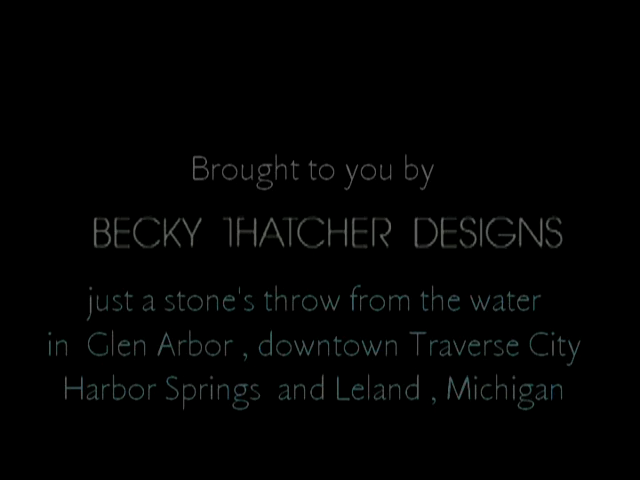 Brought to you by
BECKY THATCHER DESIGNS
just a stone's throw from the water
in Glen Arbor , downtown Traverse City
Harbor Springs and Leland , Michigan